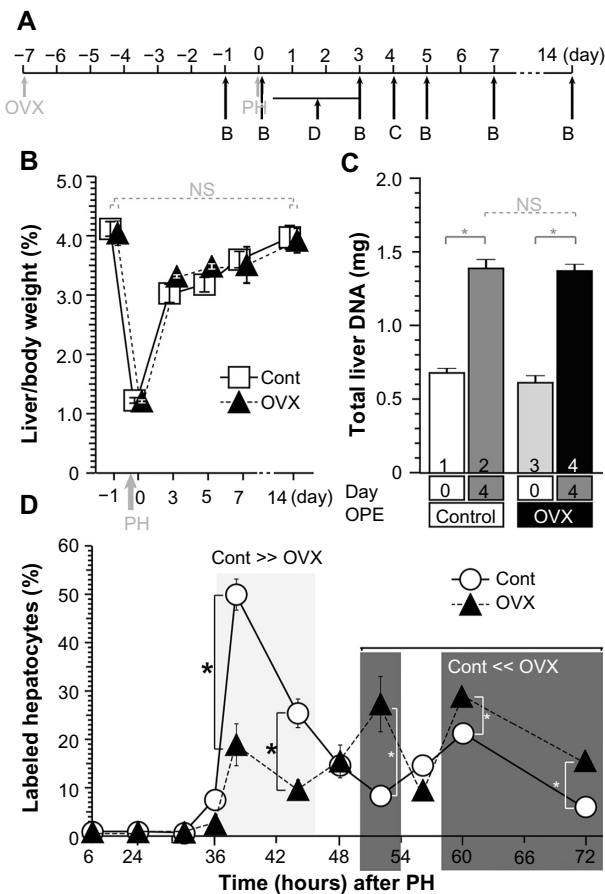 A
−7 −6 −5 −4 −3 −2 −1 0 1 2 3 4 5 6 7 14 (day)
OVX PH
B B D B C B B B
B
Liver/body weight (%)
5.0
4.0
3.0
2.0
1.0
0
NS
Cont
OVX
−1 0 3 5 7 14 (day)
PH
C
Total liver DNA (mg)
2.0
1.5
1.0
0.6
0
NS
* *
1 2 3 4
Day 0 4 0 4
OPE Control OVX
D
Labeled hepatocytes (%)
60
50
40
30
20
10
0
Cont >> OVX
Cont
OVX
Cont << OVX
* * * * *
6 24 36 48 54 60 72
Time (hours) after PH